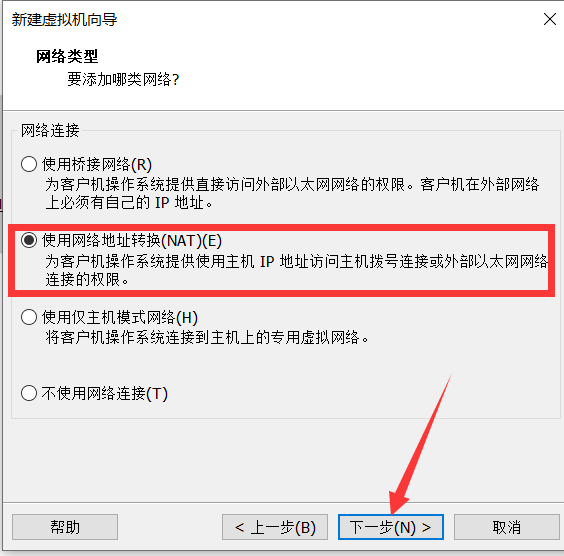 新建虚拟机向导
网络类型
要添加哪类网络?
网络连接
使用桥接网络(R)
为客户机操作系统提供直接访问外部以太网网络的权限。客户机在外部网络
上必须有自己的 IP 地址。
使用网络地址转换(NAT)(E)
为客户机操作系统提供使用主机 IP 地址访问主机拨号连接或外部以太网网络
连接的权限。
使用仅主机模式网络(H)
将客户机操作系统连接到主机上的专用虚拟网络。
不使用网络连接(T)
帮助
< 上一步(B)
下一步(N) >
取消